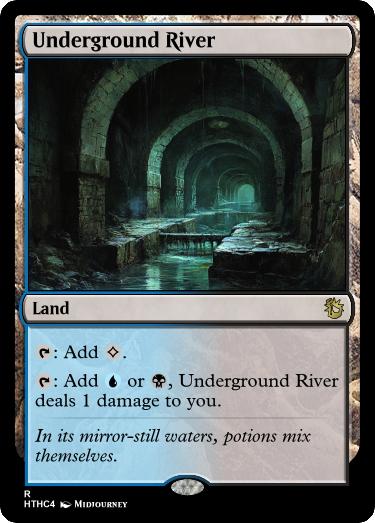 Underground River
Land
: Add .
: Add or , Underground River
deals 1 damage to you.
In its mirror-still waters, potions mix
themselves.
R
HTHC4 Midjourney